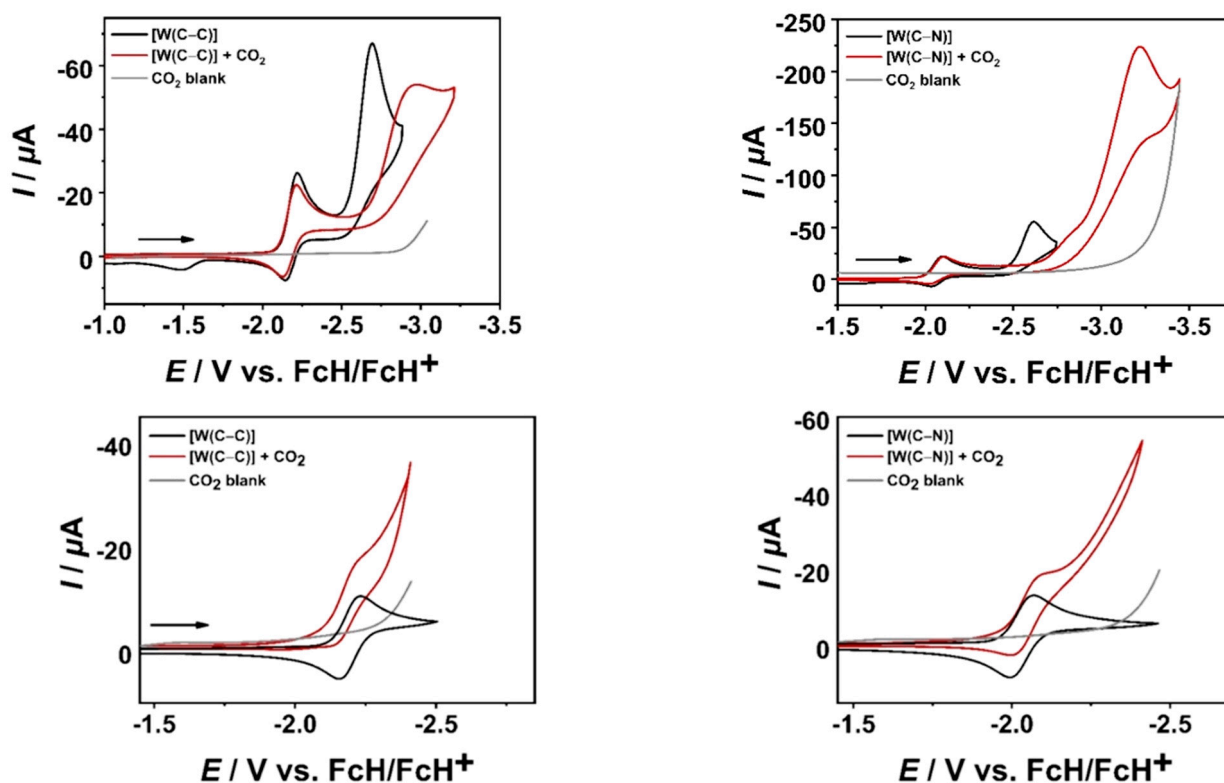 [W(C–C)]
[W(C–C)] + CO2
CO2 blank
-60
-40
-20
0
I / µA
-1.0 -1.5 -2.0 -2.5 -3.0 -3.5
E / V vs. FcH/FcH+
-250
-200
-150
-100
-50
0
I / µA
[W(C–N)]
[W(C–N)] + CO2
CO2 blank
-1.5 -2.0 -2.5 -3.0 -3.5
E / V vs. FcH/FcH+
-40
-20
0
I / µA
[W(C–C)]
[W(C–C)] + CO2
CO2 blank
-1.5 -2.0 -2.5
E / V vs. FcH/FcH+
-60
-40
-20
0
I / µA
[W(C–N)]
[W(C–N)] + CO2
CO2 blank
-1.5 -2.0 -2.5
E / V vs. FcH/FcH+